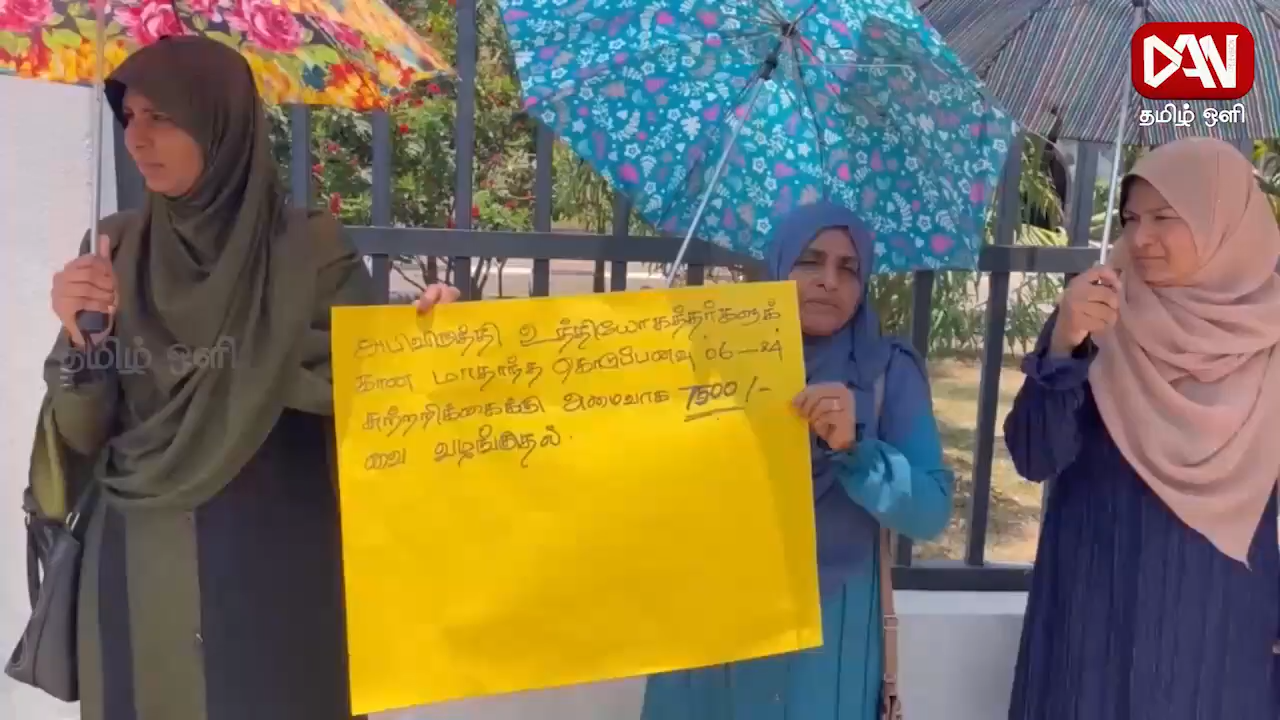 DAN
தமிழ் ஒளி
அபிவிருத்தி உத்தியோகத்தர்களுக்
கான மாதாந்த கொடுப்பனவு 06-24
சுற்றறிக்கைக்கு அமைவாக 7500/-
வை வழங்குதல்.
தமிழ் ஒளி